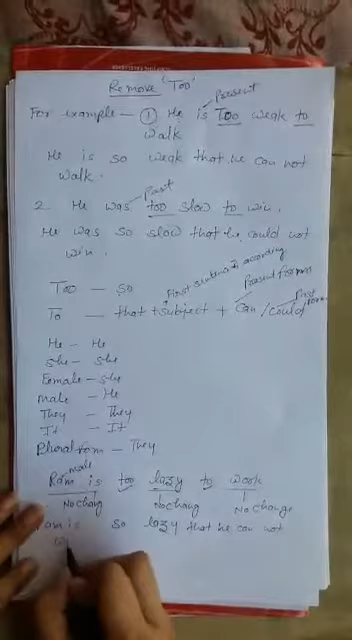 Remove "Too"
Present
For example - ① He is Too weak to
walk
He is so weak that he can not
walk.
Past
2. He was too slow to win.
He was so slow that he could not
win.
First sentence according
Present form
Too - so
Past form
To - that + subject + Can / Could
He - He
She - She
Female - She
Male - He
They - They
It - It
Plural form - They
male
Ram is too lazy to work
No chang No chang No change
Ram is so lazy that he can not